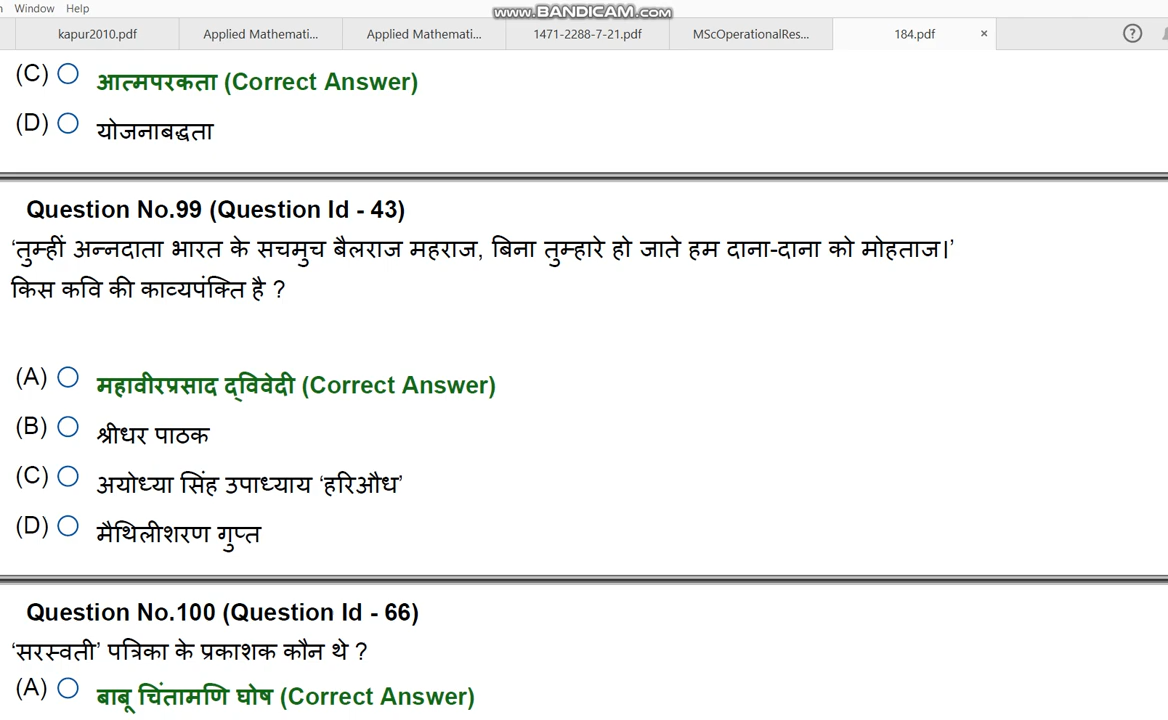 Window Help
www.BANDICAM.com
kapur2010.pdf Applied Mathemati... Applied Mathemati... 1471-2288-7-21.pdf MScOperationalRes... 184.pdf × ?
(C) आत्मपरकता (Correct Answer)
(D) योजनाबद्धता
Question No.99 (Question Id - 43)
‘तुम्हीं अन्नदाता भारत के सचमुच बैलराज महराज, बिना तुम्हारे हो जाते हम दाना-दाना को मोहताज।’
किस कवि की काव्यपंक्ति है ?
(A) महावीरप्रसाद द्विवेदी (Correct Answer)
(B) श्रीधर पाठक
(C) अयोध्या सिंह उपाध्याय ‘हरिऔध’
(D) मैथिलीशरण गुप्त
Question No.100 (Question Id - 66)
‘सरस्वती’ पत्रिका के प्रकाशक कौन थे ?
(A) बाबू चिंतामणि घोष (Correct Answer)